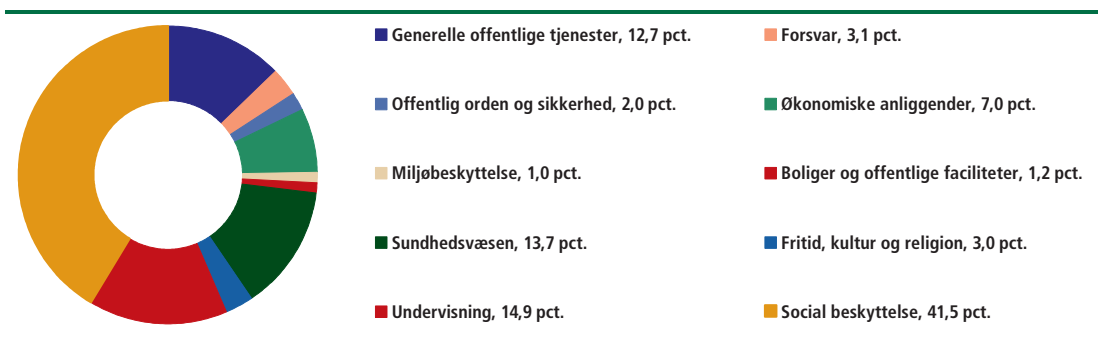 Generelle offentlige tjenester, 12,7 pct.
Forsvar, 3,1 pct.
Offentlig orden og sikkerhed, 2,0 pct.
Økonomiske anliggender, 7,0 pct.
Miljøbeskyttelse, 1,0 pct.
Boliger og offentlige faciliteter, 1,2 pct.
Sundhedsvæsen, 13,7 pct.
Fritid, kultur og religion, 3,0 pct.
Undervisning, 14,9 pct.
Social beskyttelse, 41,5 pct.